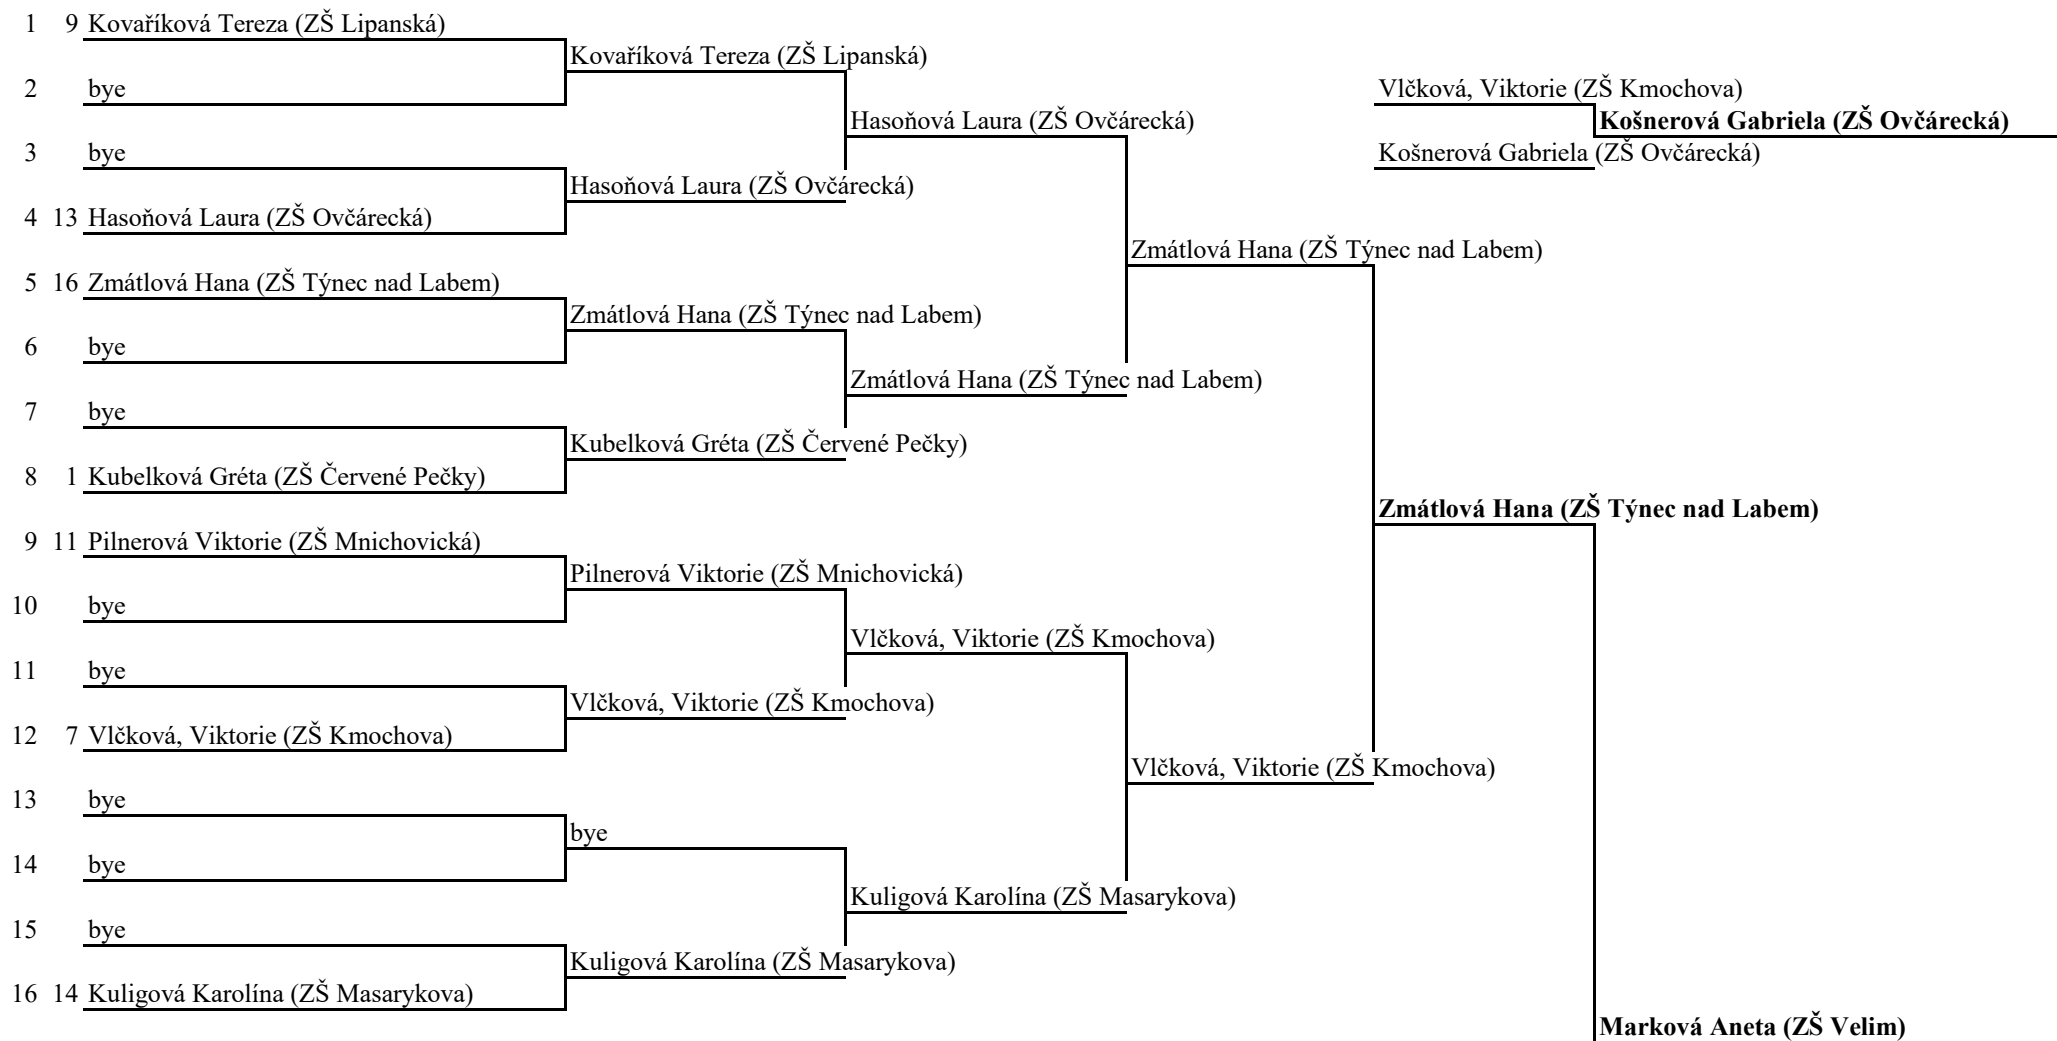 1 9 Kovaříková Tereza (ZŠ Lipanská)
Kovaříková Tereza (ZŠ Lipanská)
2 bye
Vlčková, Viktorie (ZŠ Kmochova)
Hasoňová Laura (ZŠ Ovčárecká)
Košnerová Gabriela (ZŠ Ovčárecká)
3 bye
Košnerová Gabriela (ZŠ Ovčárecká)
Hasoňová Laura (ZŠ Ovčárecká)
4 13 Hasoňová Laura (ZŠ Ovčárecká)
Zmátlová Hana (ZŠ Týnec nad Labem)
5 16 Zmátlová Hana (ZŠ Týnec nad Labem)
Zmátlová Hana (ZŠ Týnec nad Labem)
6 bye
Zmátlová Hana (ZŠ Týnec nad Labem)
7 bye
Kubelková Gréta (ZŠ Červené Pečky)
8 1 Kubelková Gréta (ZŠ Červené Pečky)
Zmátlová Hana (ZŠ Týnec nad Labem)
9 11 Pilnerová Viktorie (ZŠ Mnichovická)
Pilnerová Viktorie (ZŠ Mnichovická)
10 bye
Vlčková, Viktorie (ZŠ Kmochova)
11 bye
Vlčková, Viktorie (ZŠ Kmochova)
12 7 Vlčková, Viktorie (ZŠ Kmochova)
Vlčková, Viktorie (ZŠ Kmochova)
13 bye
bye
14 bye
Kuligová Karolína (ZŠ Masarykova)
15 bye
Kuligová Karolína (ZŠ Masarykova)
16 14 Kuligová Karolína (ZŠ Masarykova)
Marková Aneta (ZŠ Velim)